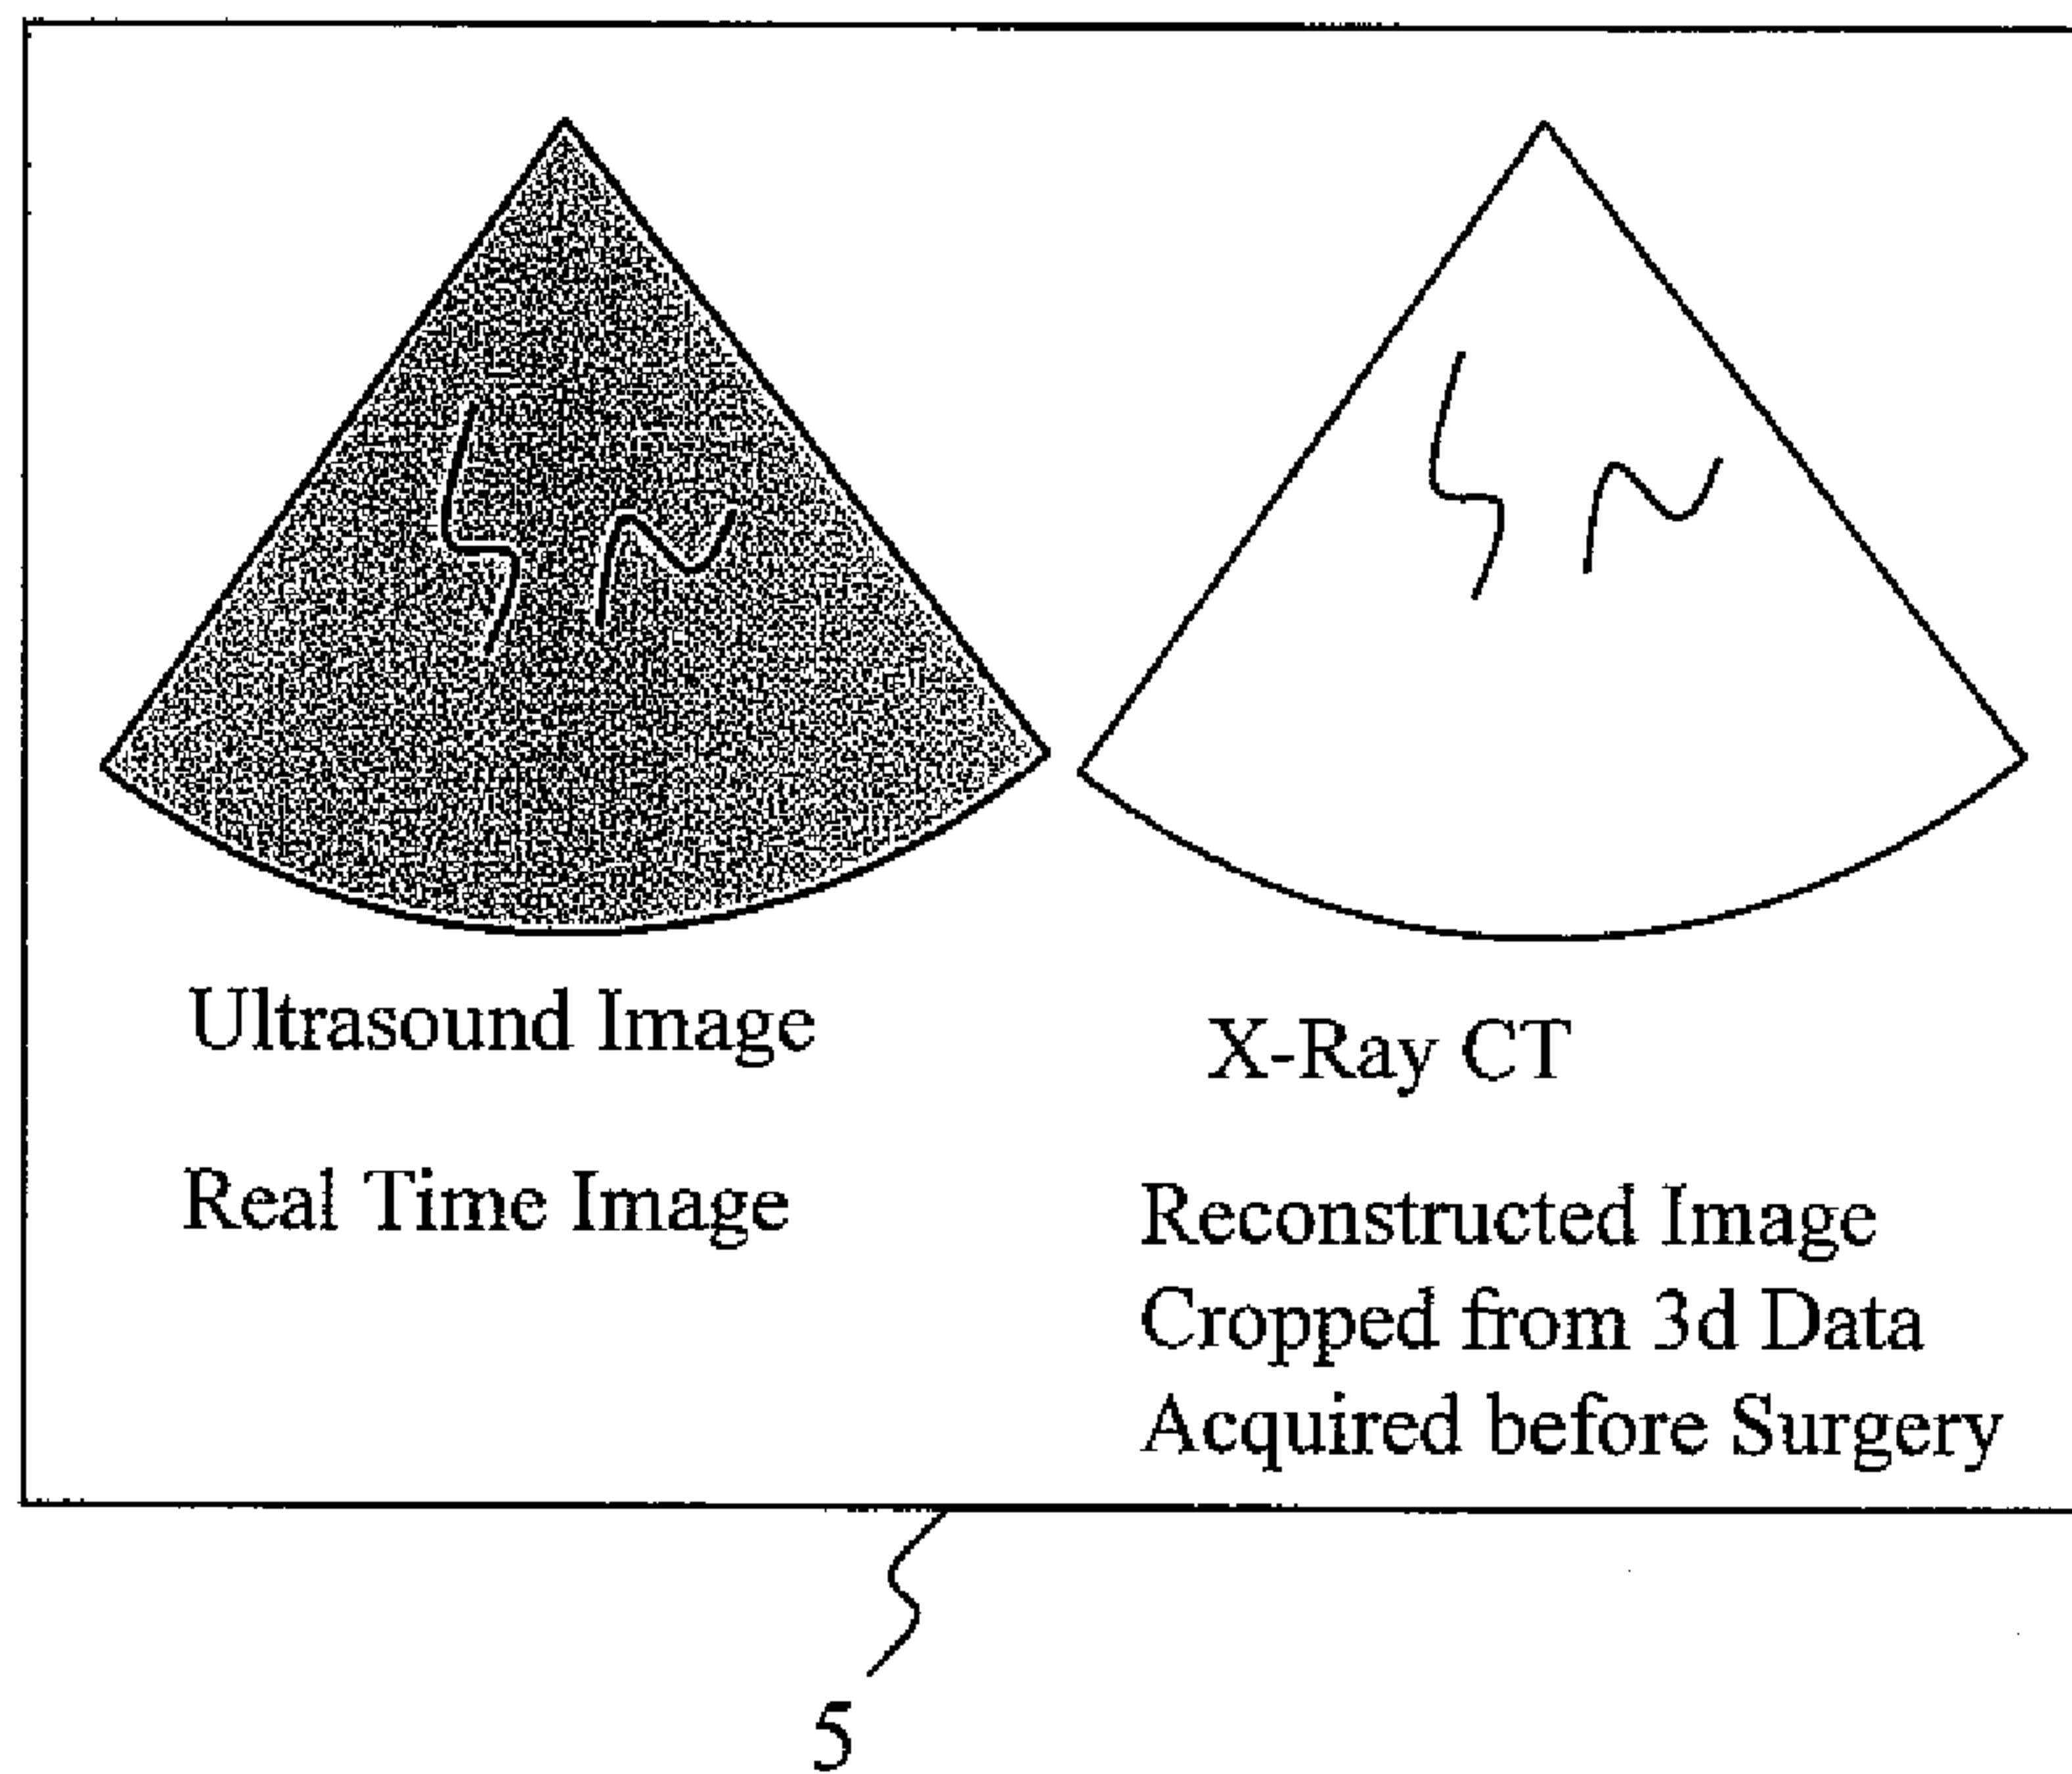 Ultrasound Image
Real Time Image
X-Ray CT
Reconstructed Image
Cropped from 3d Data
Acquired before Surgery
5